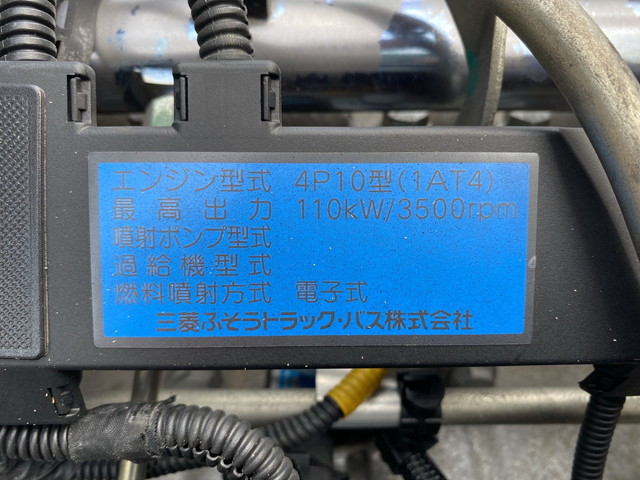 エンジン型式 4P10型(1AT4)
最高出力 110kW/3500rpm
噴射ポンプ型式
過給機型式
燃料噴射方式 電子式
三菱ふそうトラック・バス株式会社